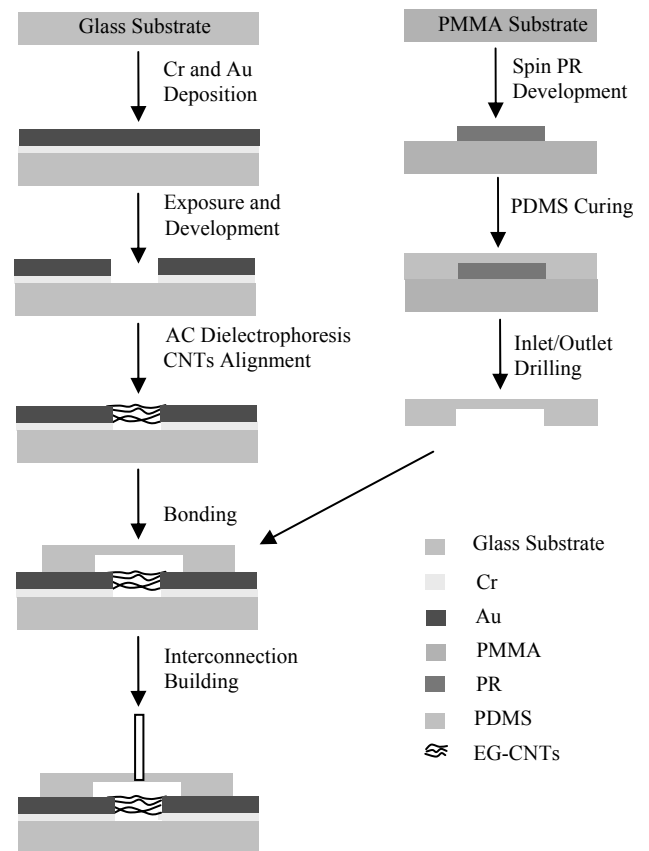 Glass Substrate
Cr and Au
Deposition
Exposure and
Development
AC Dielectrophoresis
CNTs Alignment
Bonding
Interconnection
Building
PMMA Substrate
Spin PR
Development
PDMS Curing
Inlet/Outlet
Drilling
Glass Substrate
Cr
Au
PMMA
PR
PDMS
EG-CNTs